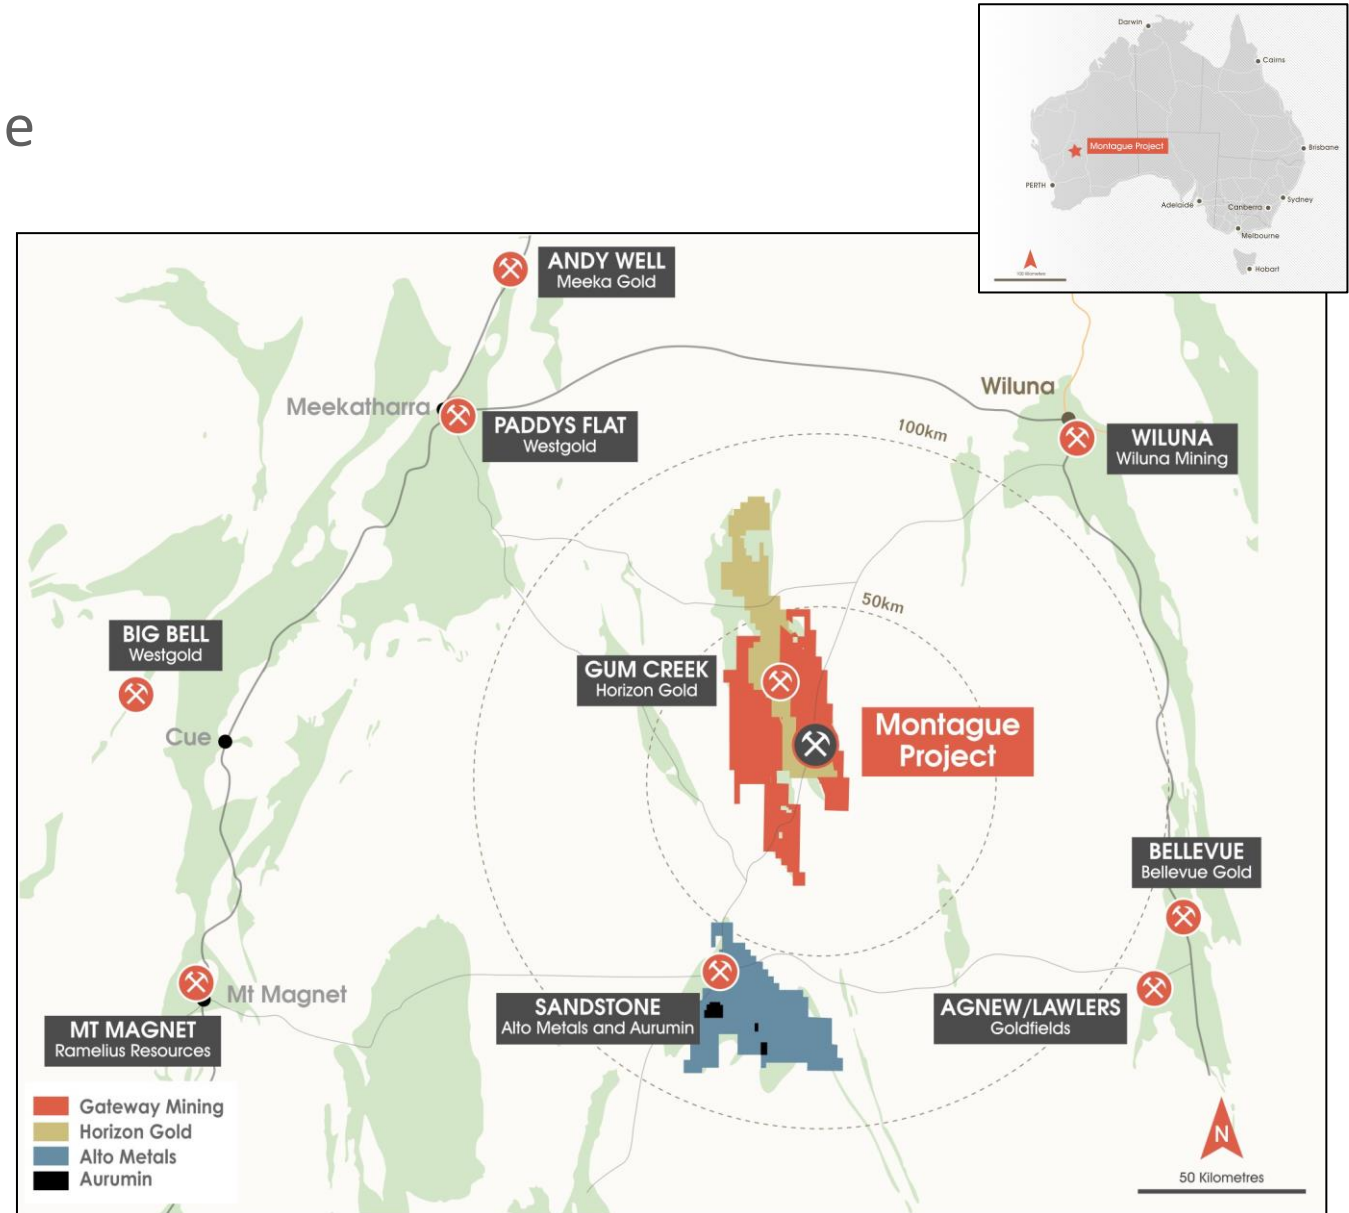 e
Darwin
Cairns
Montague Project
Brisbane
PERTH
Adelaide
Canberra
Sydney
Melbourne
Hobart
ANDY WELL
Meeka Gold
Meekatharra
PADDYS FLAT
Westgold
Wiluna
100km
WILUNA
Wiluna Mining
50km
BIG BELL
Westgold
GUM CREEK
Horizon Gold
Cue
Montague
Project
BELLEVUE
Bellevue Gold
Mt Magnet
SANDSTONE
Alto Metals and Aurumin
AGNEW/LAWLERS
Goldfields
MT MAGNET
Ramelius Resources
Gateway Mining
Horizon Gold
Alto Metals
Aurumin
N
50 Kilometres